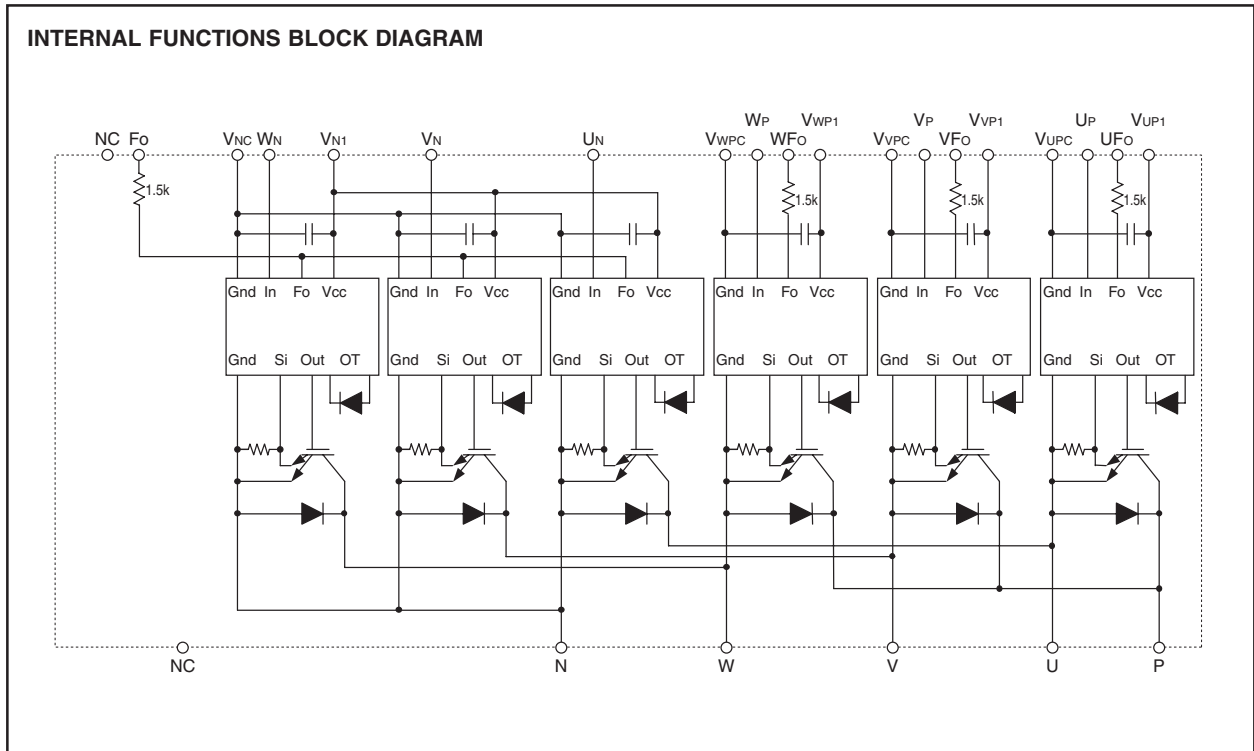 INTERNAL FUNCTIONS BLOCK DIAGRAM
WP VWP1 VP VVP1 UP VUP1
NC FO VNC WN VN1 VN UN VWPC WFO VVPC VFO VUPC UFO
1.5k 1.5k 1.5k 1.5k
Gnd In Fo Vcc Gnd In Fo Vcc Gnd In Fo Vcc Gnd In Fo Vcc Gnd In Fo Vcc Gnd In Fo Vcc
Gnd Si Out OT Gnd Si Out OT Gnd Si Out OT Gnd Si Out OT Gnd Si Out OT Gnd Si Out OT
NC N W V U P